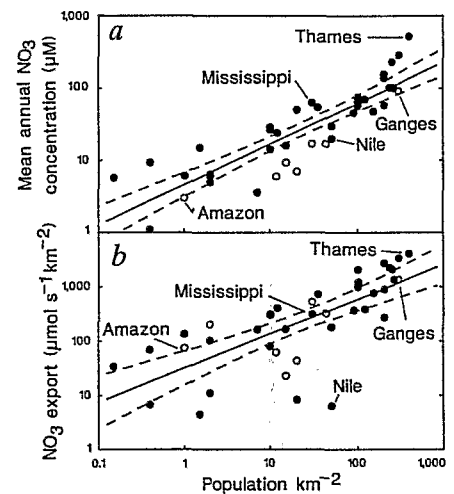 a
Thames
Mississippi
Ganges
Nile
Amazon
Mean annual NO3
concentration (µM)
1,000
100
10
1
b
Thames
Mississippi
Amazon
Ganges
Nile
NO3 export (µmol s−1km−2)
1,000
100
10
1
0.1 1 10 100 1,000
Population km−2